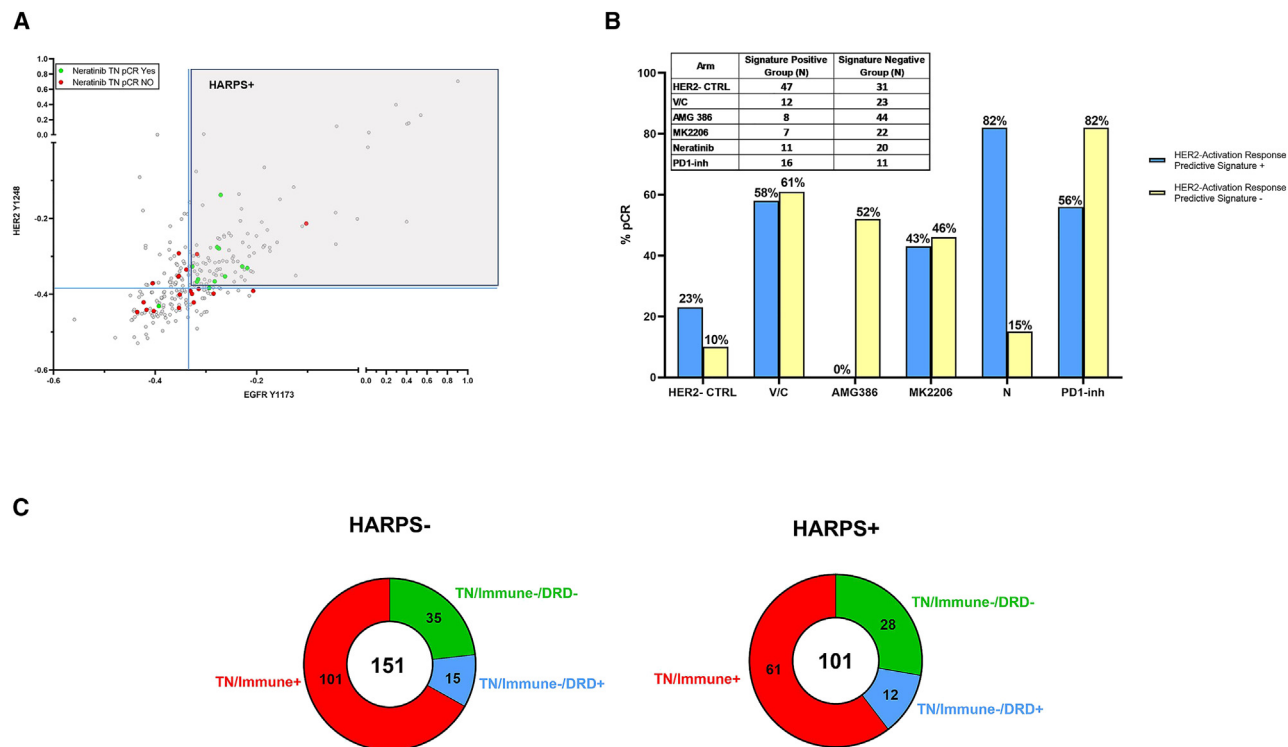 A
Neratinib TN pCR Yes
Neratinib TN pCR NO
HARPS+
HER2 Y1248
1.0
0.8
0.6
0.4
0.2
0.0
-0.2
-0.4
-0.6
-0.6
-0.4
-0.2
0.0
0.2
0.4
0.6
0.8
1.0
EGFR Y1173
B
Arm Signature Positive Group (N) Signature Negative Group (N)
HER2- CTRL 47 31
V/C 12 23
AMG 386 8 44
MK2206 7 22
Neratinib 11 20
PD1-inh 16 11
% pCR
100
80
60
40
20
0
23%
10%
58%
61%
0%
52%
43%
46%
82%
15%
56%
82%
HER2- CTRL
V/C
AMG386
MK2206
N
PD1-inh
HER2-Activation Response
Predictive Signature +
HER2-Activation Response
Predictive Signature -
C
HARPS-
TN/Immune-/DRD-
35
TN/Immune+
101
151
15
TN/Immune-/DRD+
HARPS+
TN/Immune-/DRD-
28
TN/Immune+
61
101
12
TN/Immune-/DRD+